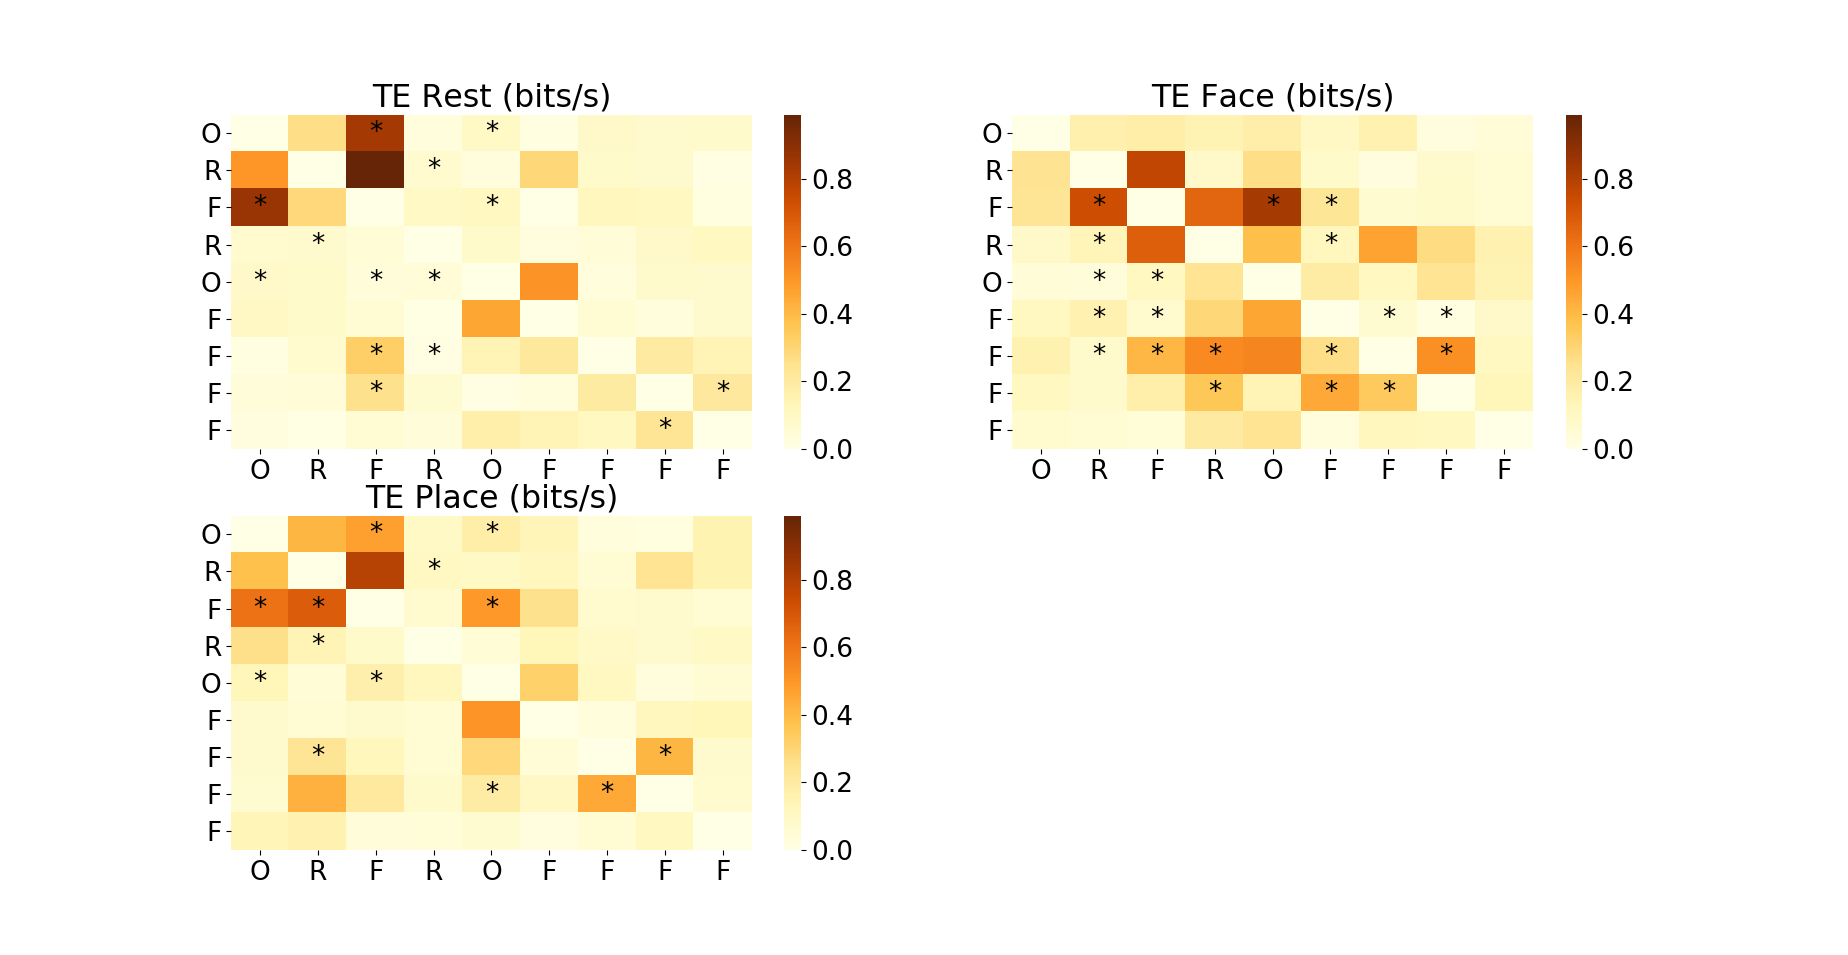 TE Rest (bits/s)
O * *
R *
F * *
R *
O * * *
F
F * *
F * *
F *
O R F R O F F F F
0.8
0.6
0.4
0.2
0.0
TE Face (bits/s)
O
R
F * * *
R * *
O * *
F * * * *
F * * * * *
F * * *
F
O R F R O F F F F
0.8
0.6
0.4
0.2
0.0
TE Place (bits/s)
O * *
R *
F * * *
R *
O * *
F
F * *
F * *
F
O R F R O F F F F
0.8
0.6
0.4
0.2
0.0